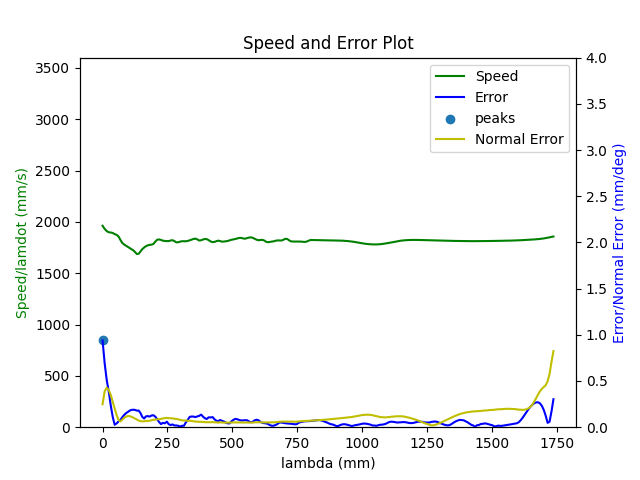 Speed and Error Plot
Speed/lamdot (mm/s)
3500
3000
2500
2000
1500
1000
500
0
Speed
Error
peaks
Normal Error
4.0
3.5
3.0
2.5
2.0
1.5
1.0
0.5
0.0
Error/Normal Error (mm/deg)
0 250 500 750 1000 1250 1500 1750
lambda (mm)